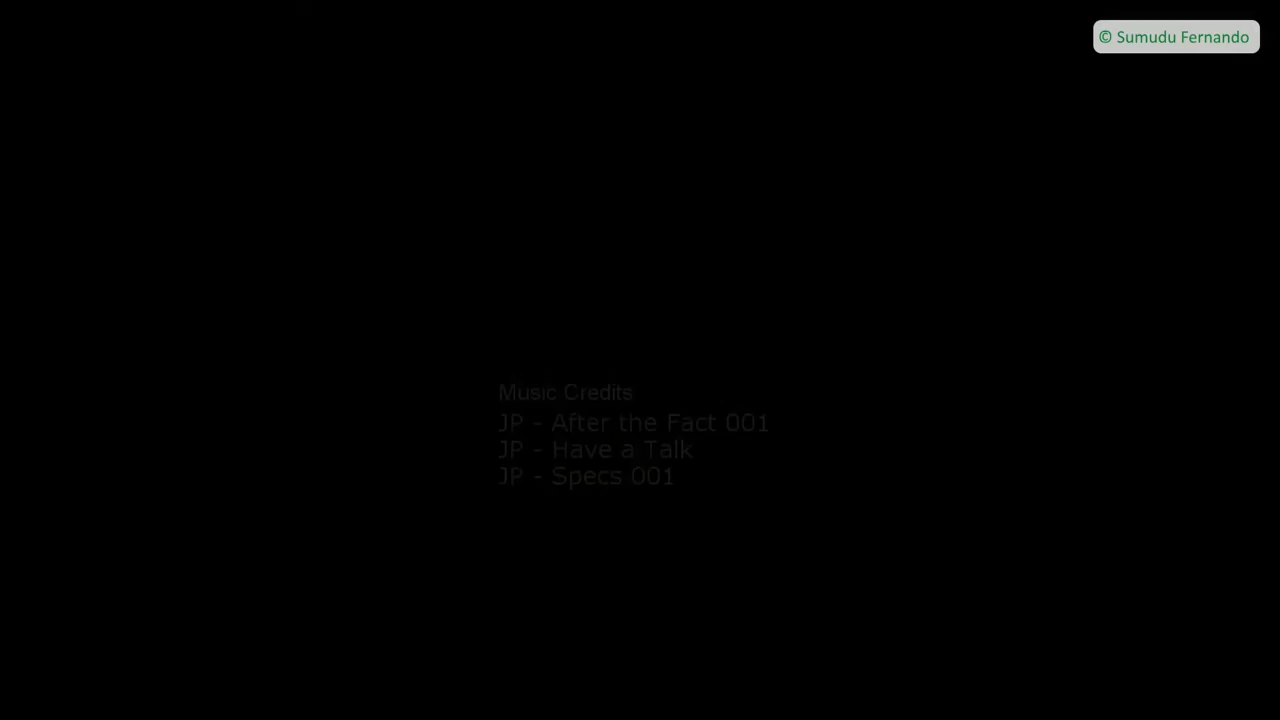 © Sumudu Fernando
Music Credits
JP - After the Fact 001
JP - Have a Talk
JP - Specs 001